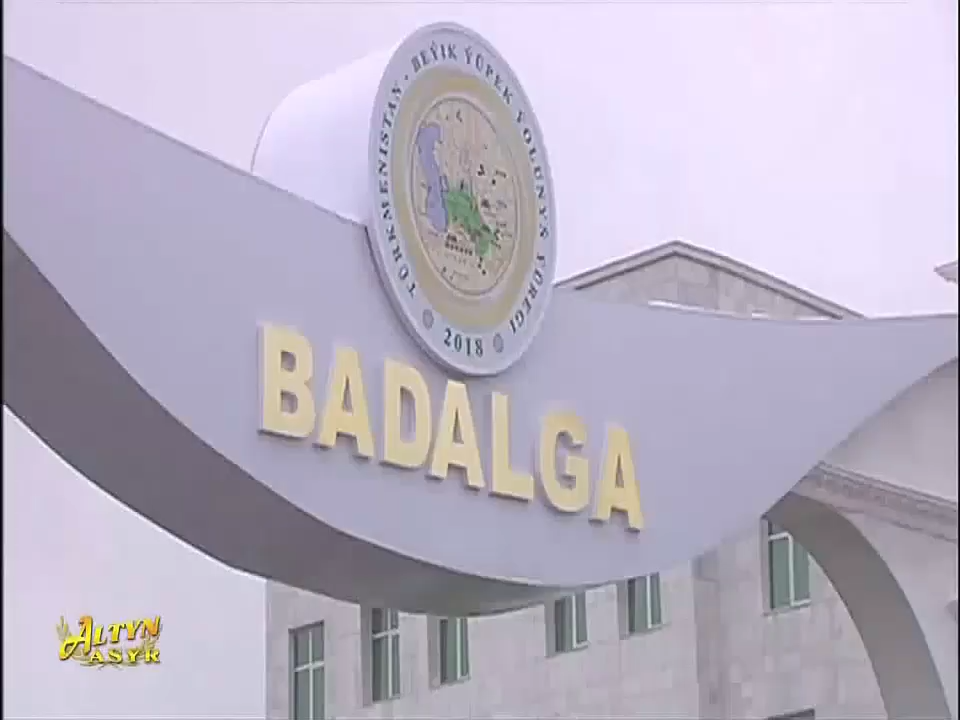 TÜRKMENISTAN - BEÝIK ÝÜPEK ÝOLUNYŇ ÝÜREGI
2018
BADALGA
ALTYN
ASYR